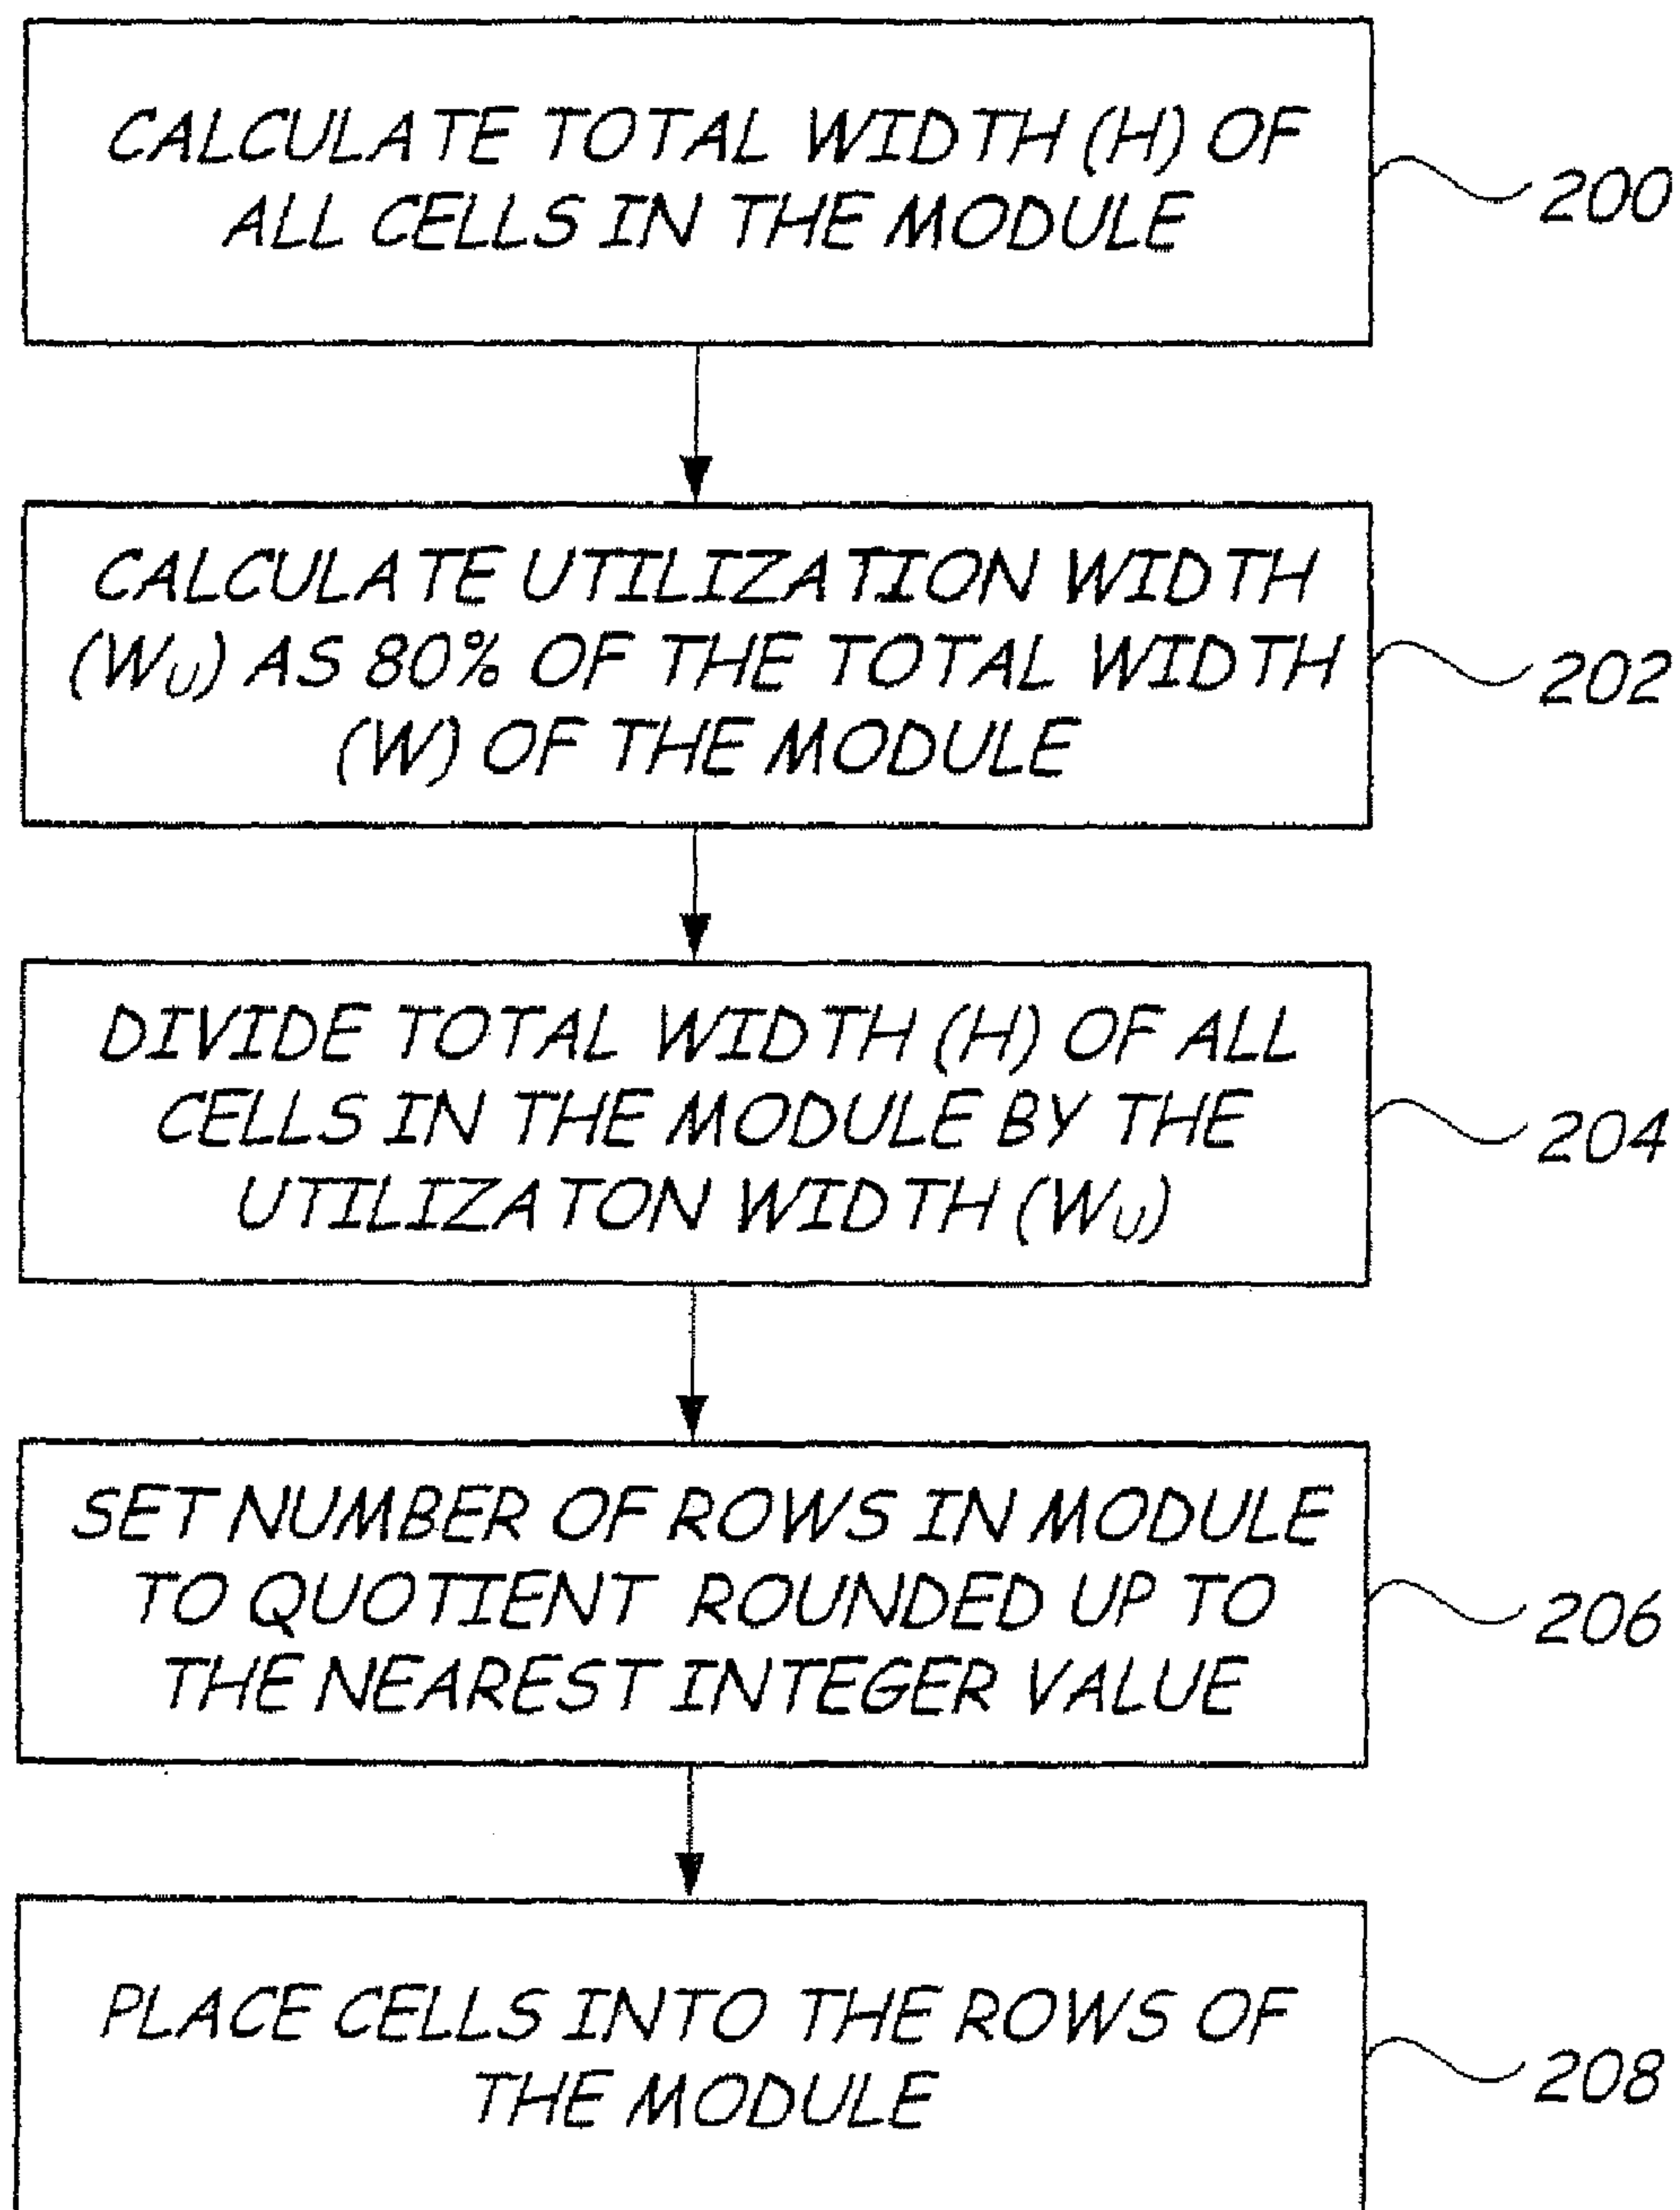 CALCULATE TOTAL WIDTH (H) OF
ALL CELLS IN THE MODULE
200
CALCULATE UTILIZATION WIDTH
(WU) AS 80% OF THE TOTAL WIDTH
(W) OF THE MODULE
202
DIVIDE TOTAL WIDTH (H) OF ALL
CELLS IN THE MODULE BY THE
UTILIZATON WIDTH (WU)
204
SET NUMBER OF ROWS IN MODULE
TO QUOTIENT ROUNDED UP TO
THE NEAREST INTEGER VALUE
206
PLACE CELLS INTO THE ROWS OF
THE MODULE
208